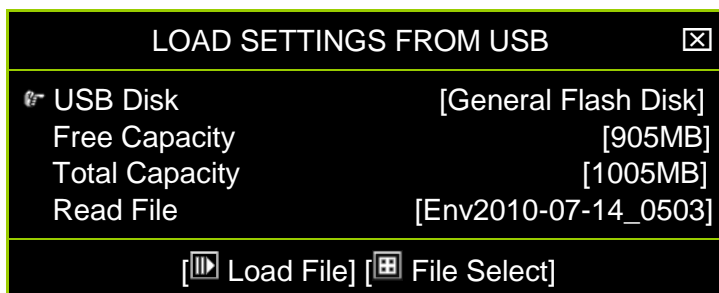 LOAD SETTINGS FROM USB
USB Disk [General Flash Disk]
Free Capacity [905MB]
Total Capacity [1005MB]
Read File [Env2010-07-14_0503]
[Load File] [File Select]